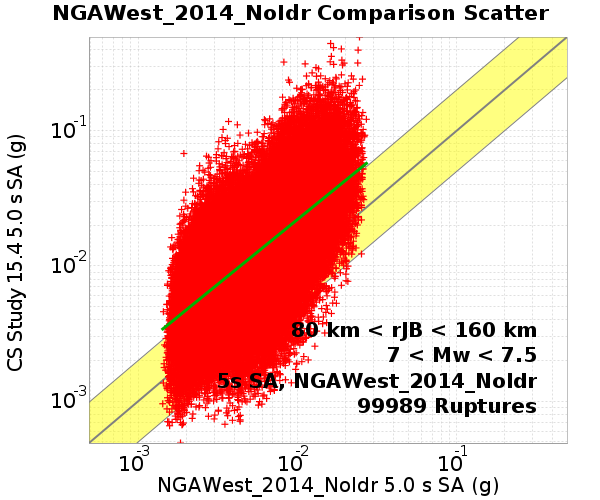 NGAWest_2014_NoIdr Comparison Scatter
CS Study 15.4 5.0 s SA (g)
10-1
10-2
10-3
80 km < rJB < 160 km
7 < Mw < 7.5
5s SA, NGAWest_2014_NoIdr
99989 Ruptures
10-3 10-2 10-1
NGAWest_2014_NoIdr 5.0 s SA (g)